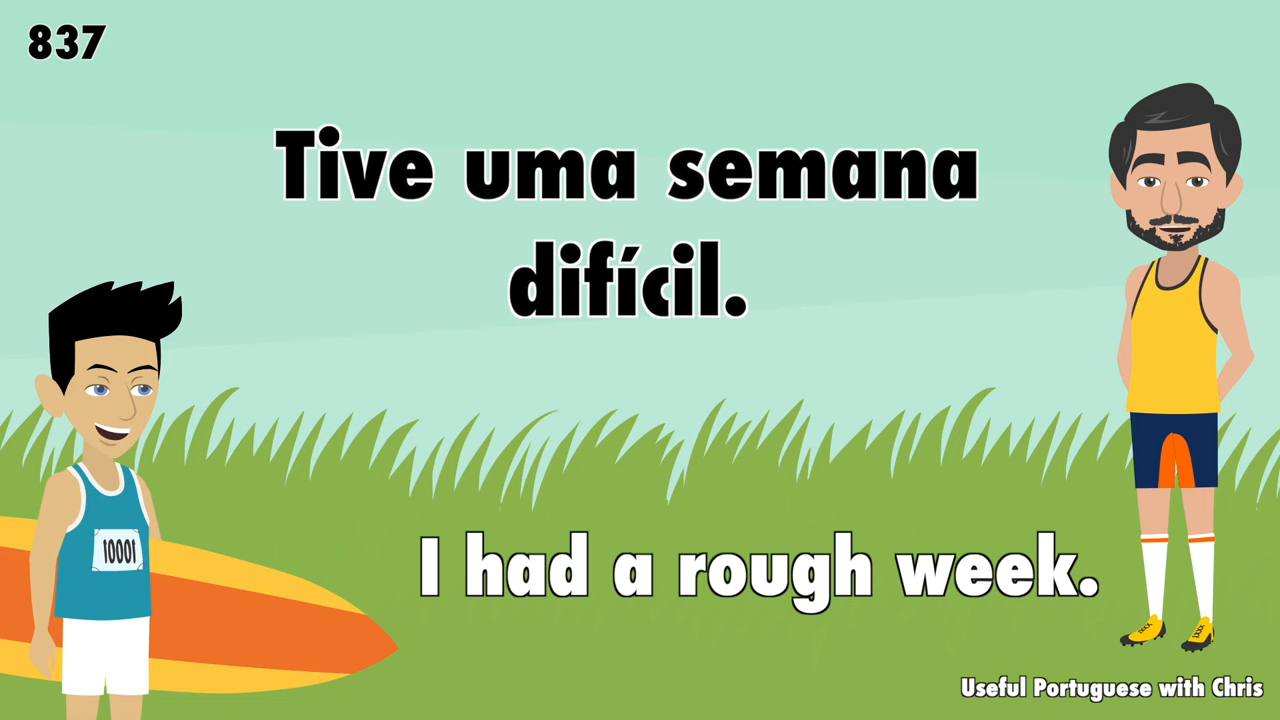 837
Tive uma semana
difícil.
10001
I had a rough week.
Useful Portuguese with Chris